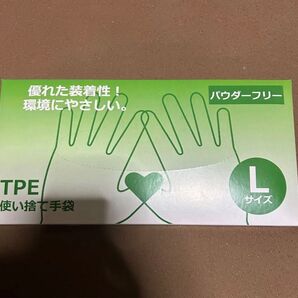 優れた装着性！
環境にやさしい。
パウダーフリー
TPE
使い捨て手袋
L
サイズ